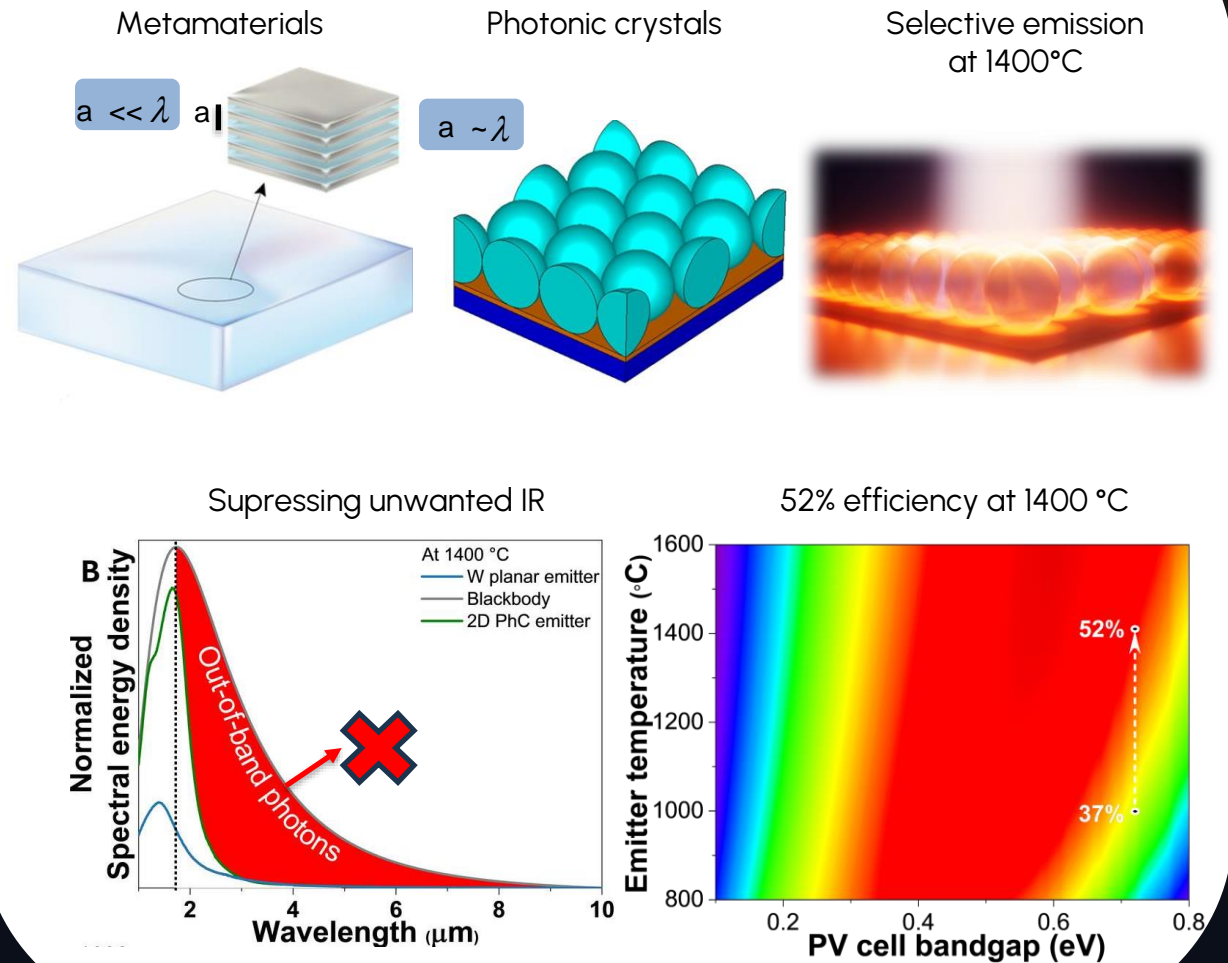 Metamaterials
Photonic crystals
Selective emission
at 1400°C
a << λ
a
a ~λ
Supressing unwanted IR
52% efficiency at 1400 °C
B
Normalized
Spectral energy density
At 1400 °C
W planar emitter
Blackbody
2D PhC emitter
Out-of-band photons
2
4
6
8
10
Wavelength (μm)
Emitter temperature (°C)
1600
1400
1200
1000
800
52%
37%
0.2
0.4
0.6
0.8
PV cell bandgap (eV)